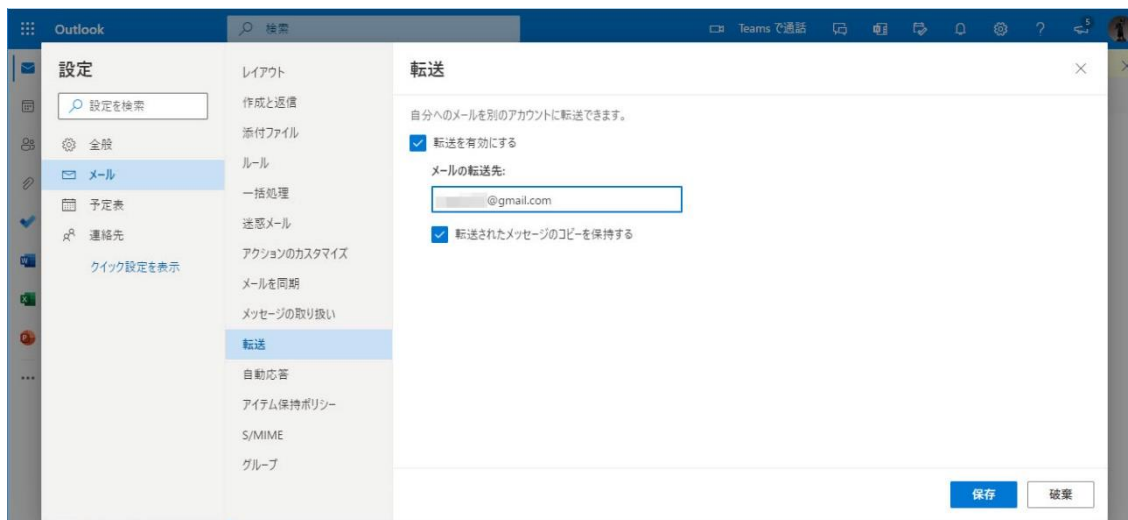 Outlook
検索
Teams で通話
5
設定
設定を検索
全般
メール
予定表
連絡先
クイック設定を表示
レイアウト
作成と返信
添付ファイル
ルール
一括処理
迷惑メール
アクションのカスタマイズ
メールを同期
メッセージの取り扱い
転送
自動応答
アイテム保持ポリシー
S/MIME
グループ
転送
自分へのメールを別のアカウントに転送できます。
転送を有効にする
メールの転送先:
@gmail.com
転送されたメッセージのコピーを保持する
保存
破棄